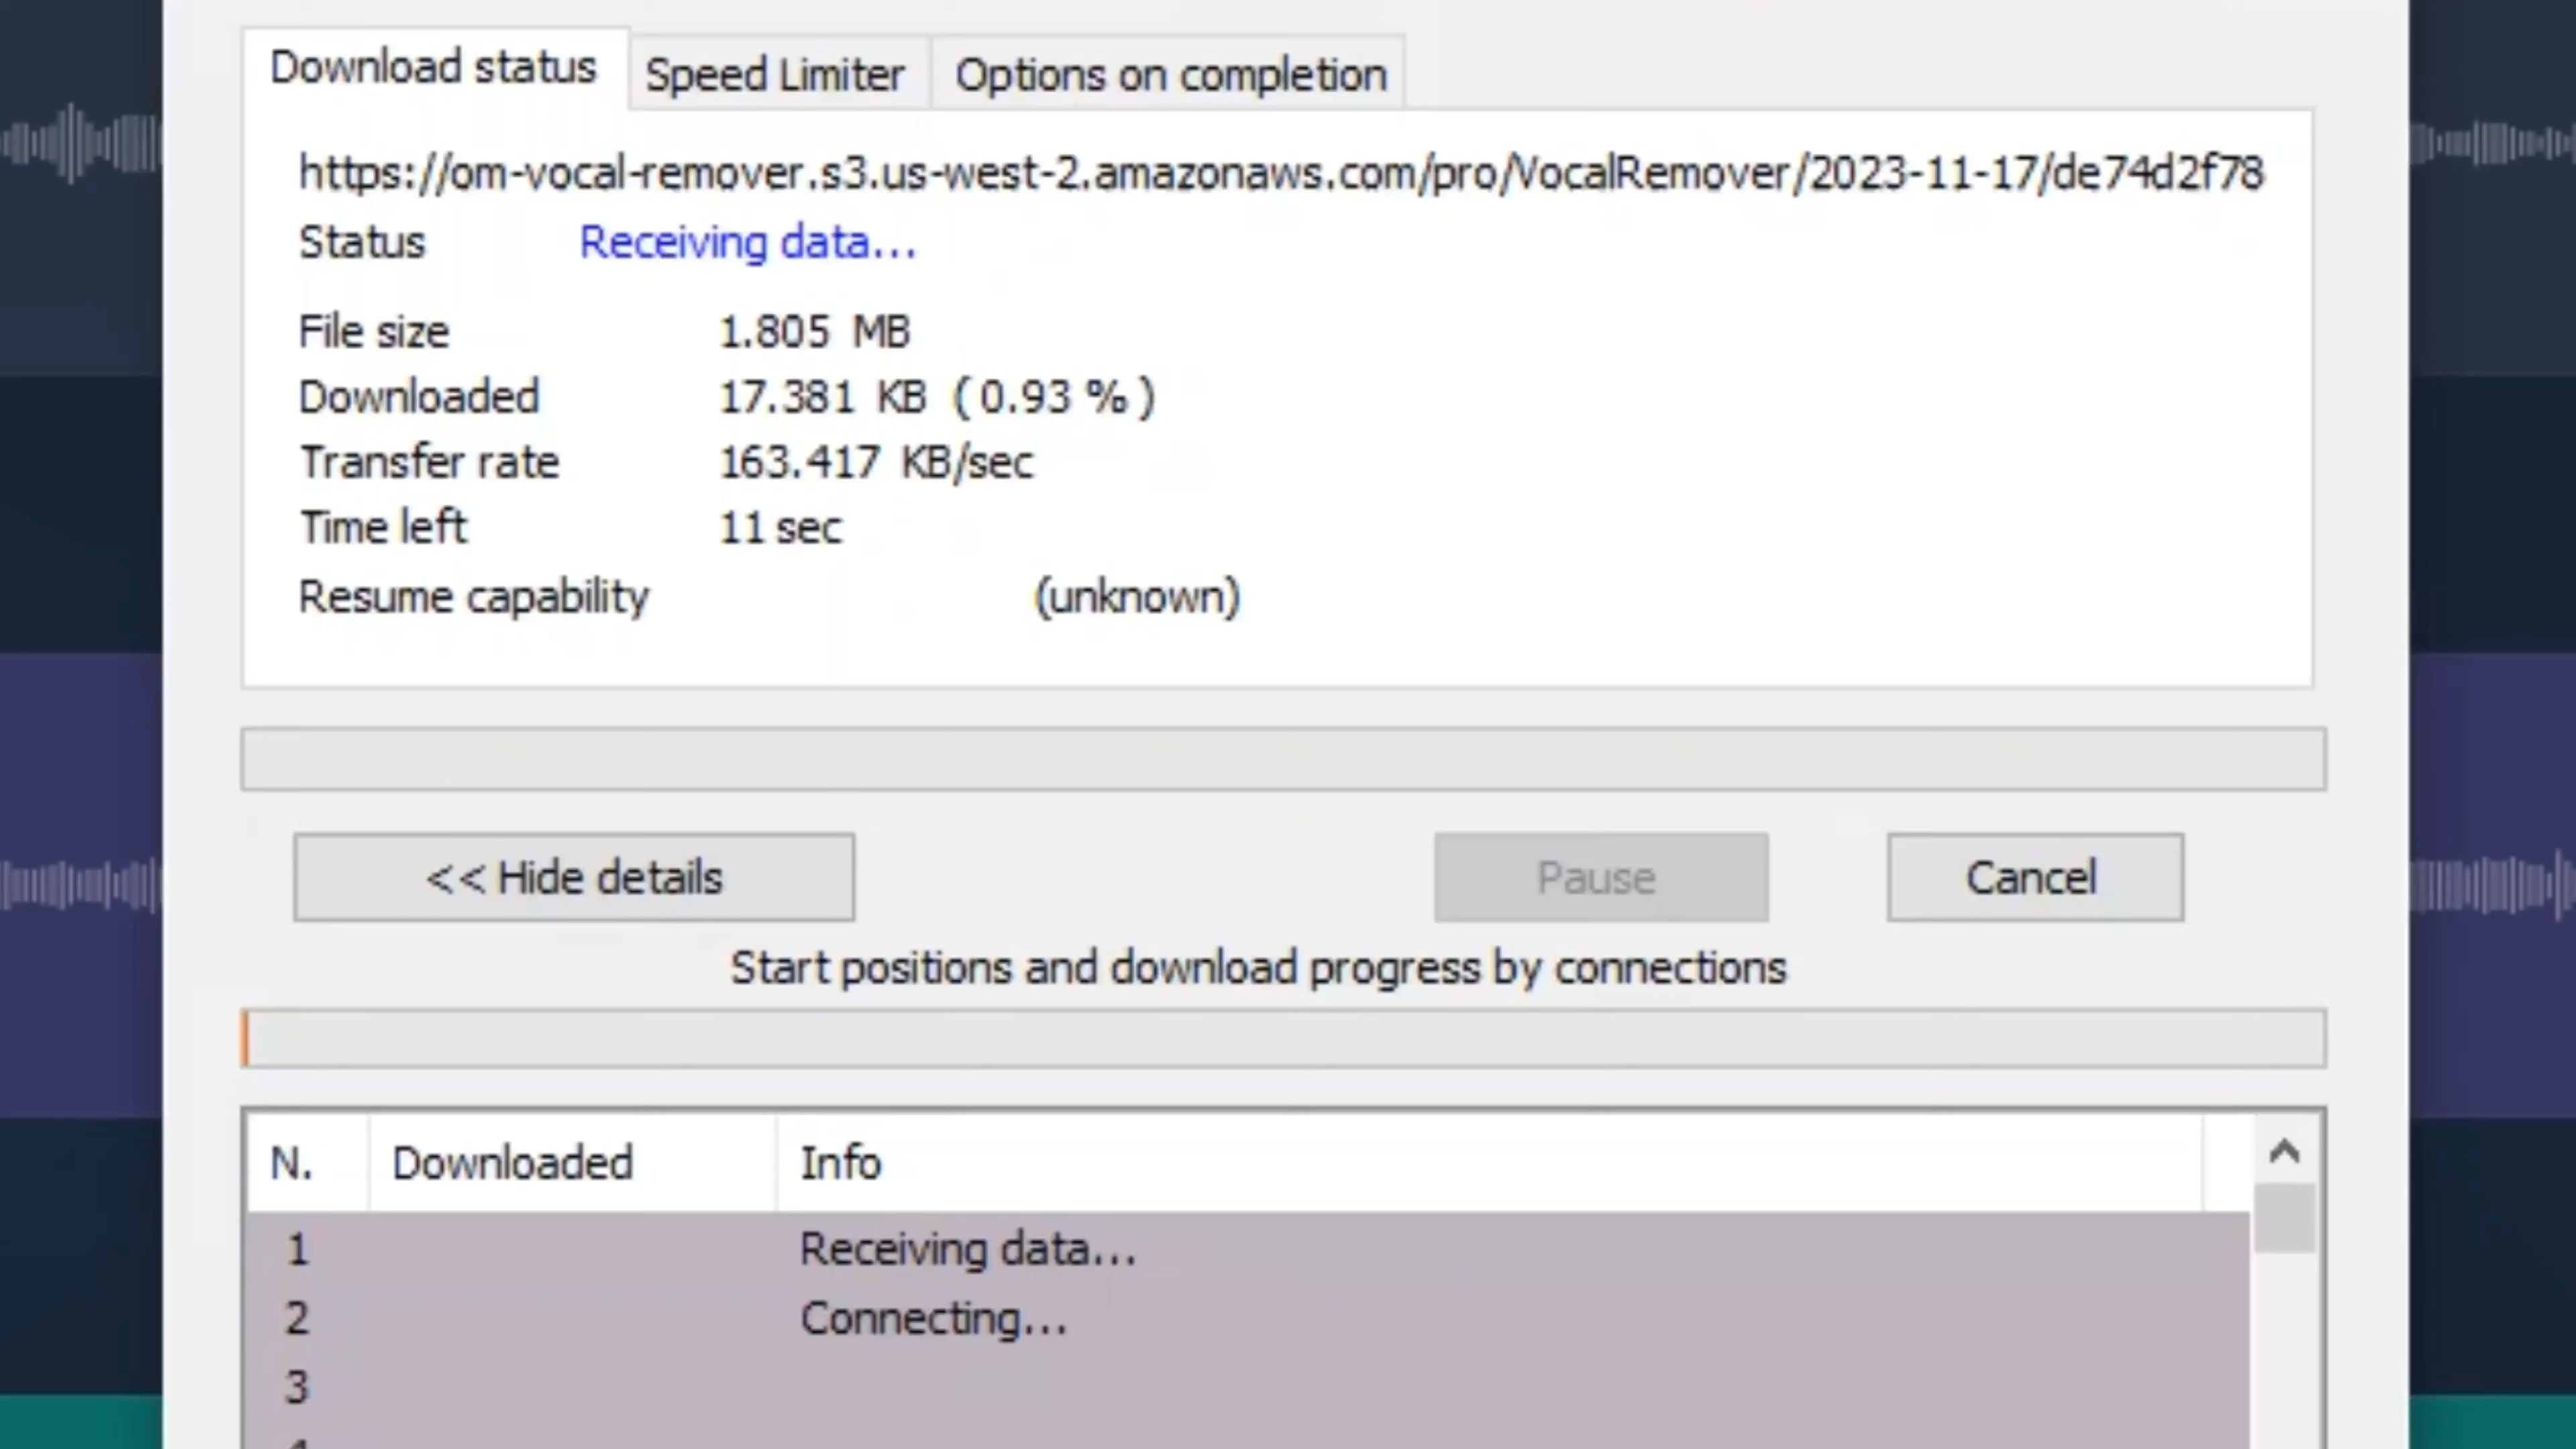 Download status
Speed Limiter
Options on completion
https://om-vocal-remover.s3.us-west-2.amazonaws.com/pro/VocalRemover/2023-11-17/de74d2f78
Status Receiving data...
File size 1.805 MB
Downloaded 17.381 KB ( 0.93 % )
Transfer rate 163.417 KB/sec
Time left 11 sec
Resume capability (unknown)
<< Hide details
Pause
Cancel
Start positions and download progress by connections
N. Downloaded Info
1 Receiving data...
2 Connecting...
3